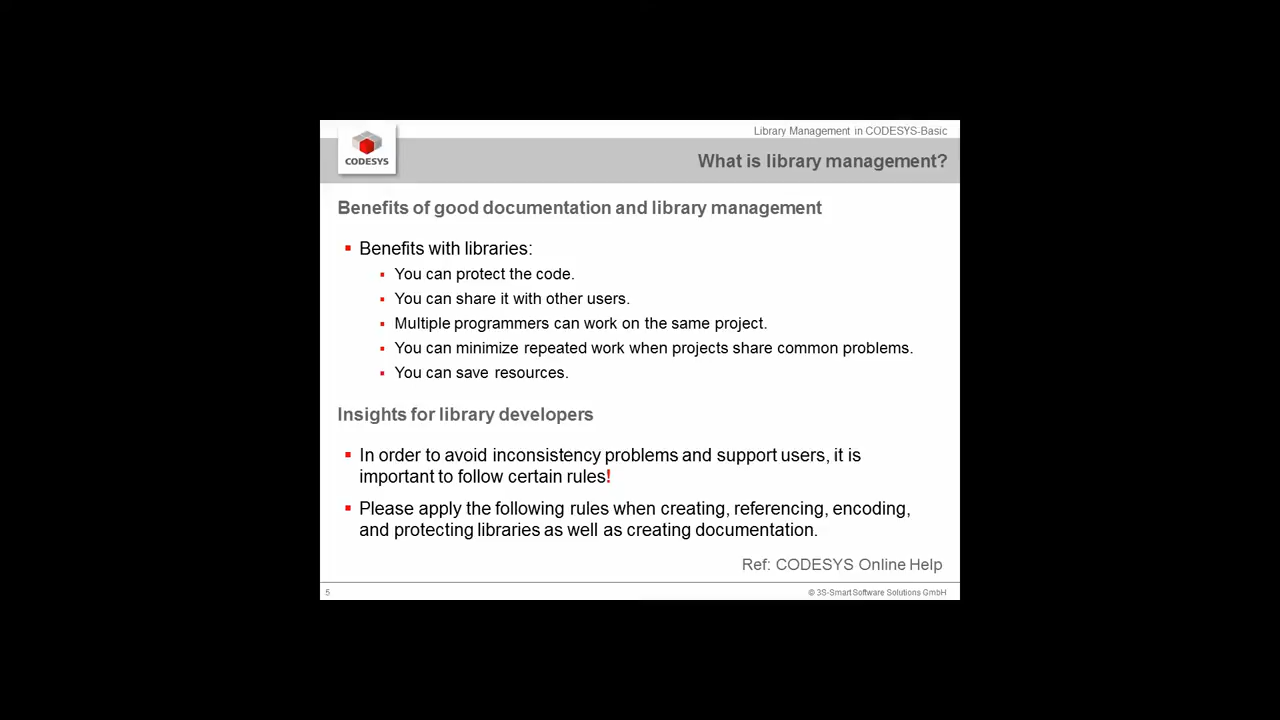 Library Management in CODESYS-Basic
CODESYS
What is library management?
Benefits of good documentation and library management
Benefits with libraries:
You can protect the code.
You can share it with other users.
Multiple programmers can work on the same project.
You can minimize repeated work when projects share common problems.
You can save resources.
Insights for library developers
In order to avoid inconsistency problems and support users, it is
important to follow certain rules!
Please apply the following rules when creating, referencing, encoding,
and protecting libraries as well as creating documentation.
Ref: CODESYS Online Help
5
© 3S-Smart Software Solutions GmbH